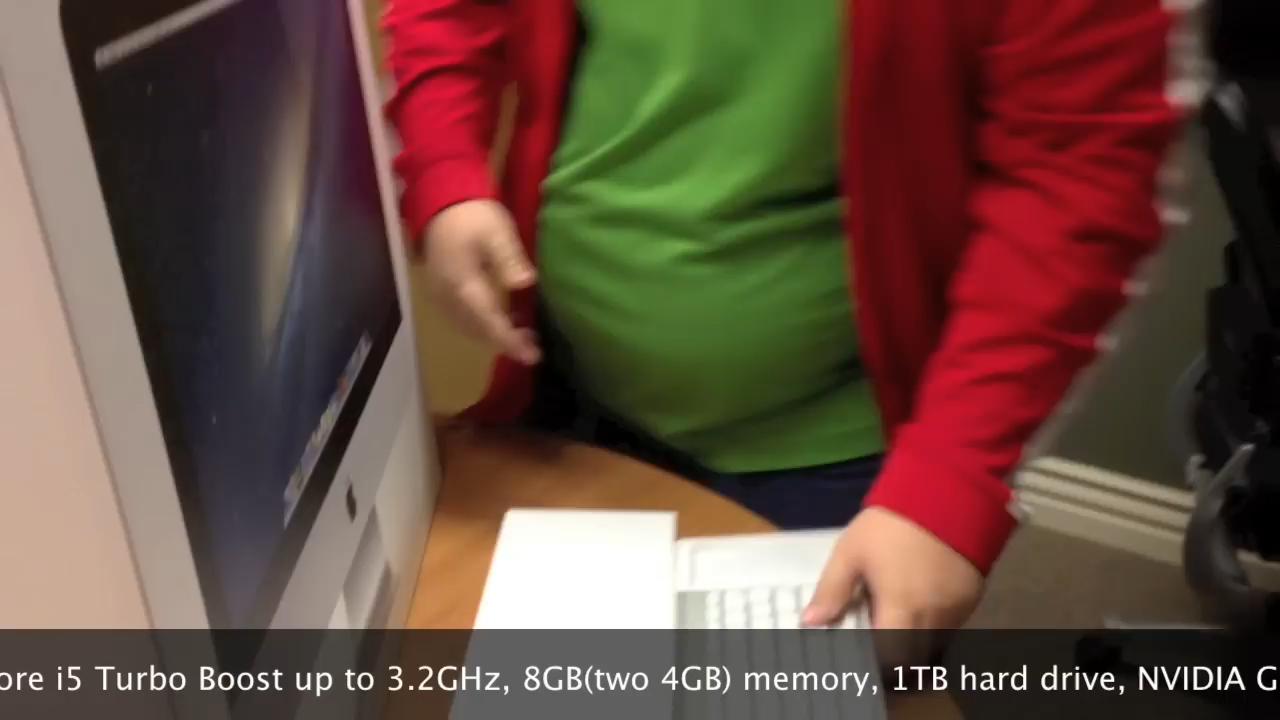 ore i5 Turbo Boost up to 3.2GHz, 8GB(two 4GB) memory, 1TB hard drive, NVIDIA G